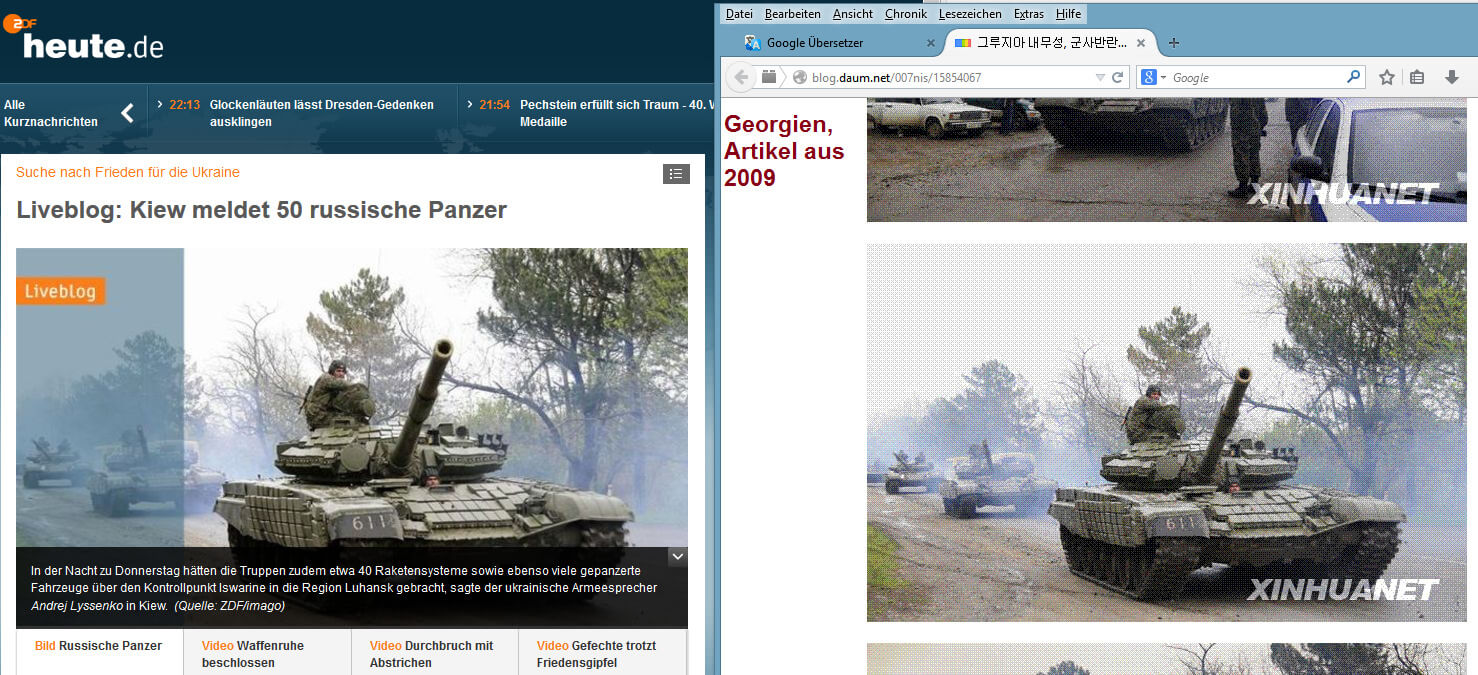 ZDF
heute.de
Alle
Kurznachrichten
22:13 Glockenläuten lässt Dresden-Gedenken
ausklingen
21:54 Pechstein erfüllt sich Traum - 40. W
Medaille
Suche nach Frieden für die Ukraine
Liveblog: Kiew meldet 50 russische Panzer
Liveblog
611
In der Nacht zu Donnerstag hätten die Truppen zudem etwa 40 Raketensysteme sowie ebenso viele gepanzerte
Fahrzeuge über den Kontrollpunkt Iswarine in die Region Luhansk gebracht, sagte der ukrainische Armeesprecher
Andrej Lyssenko in Kiew. (Quelle: ZDF/imago)
Bild Russische Panzer
Video Waffenruhe
beschlossen
Video Durchbruch mit
Abstrichen
Video Gefechte trotzt
Friedensgipfel
Datei Bearbeiten Ansicht Chronik Lesezeichen Extras Hilfe
Google Übersetzer
그루지야 내무성, 군사반란...
blog.daum.net/007nis/15854067
8 Google
Georgien,
Artikel aus
2009
XINHUANET
611
XINHUANET